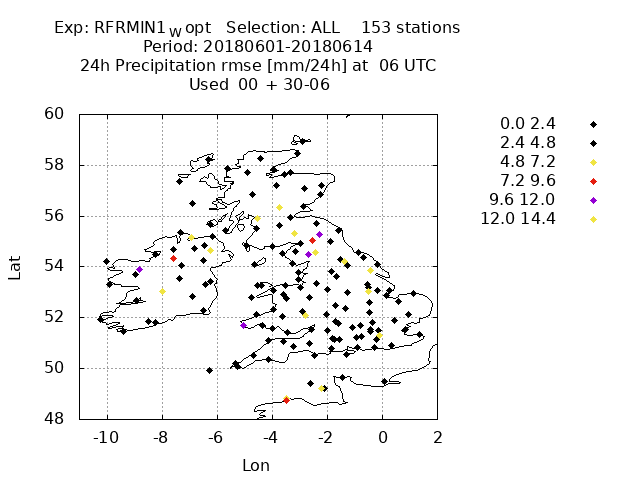 Exp: RFRMIN1 W opt Selection: ALL 153 stations
Period: 20180601-20180614
24h Precipitation rmse [mm/24h] at 06 UTC
Used 00 + 30-06
0.0 2.4
2.4 4.8
4.8 7.2
7.2 9.6
9.6 12.0
12.0 14.4
60
58
56
54
52
50
48
Lat
-10 -8 -6 -4 -2 0 2
Lon